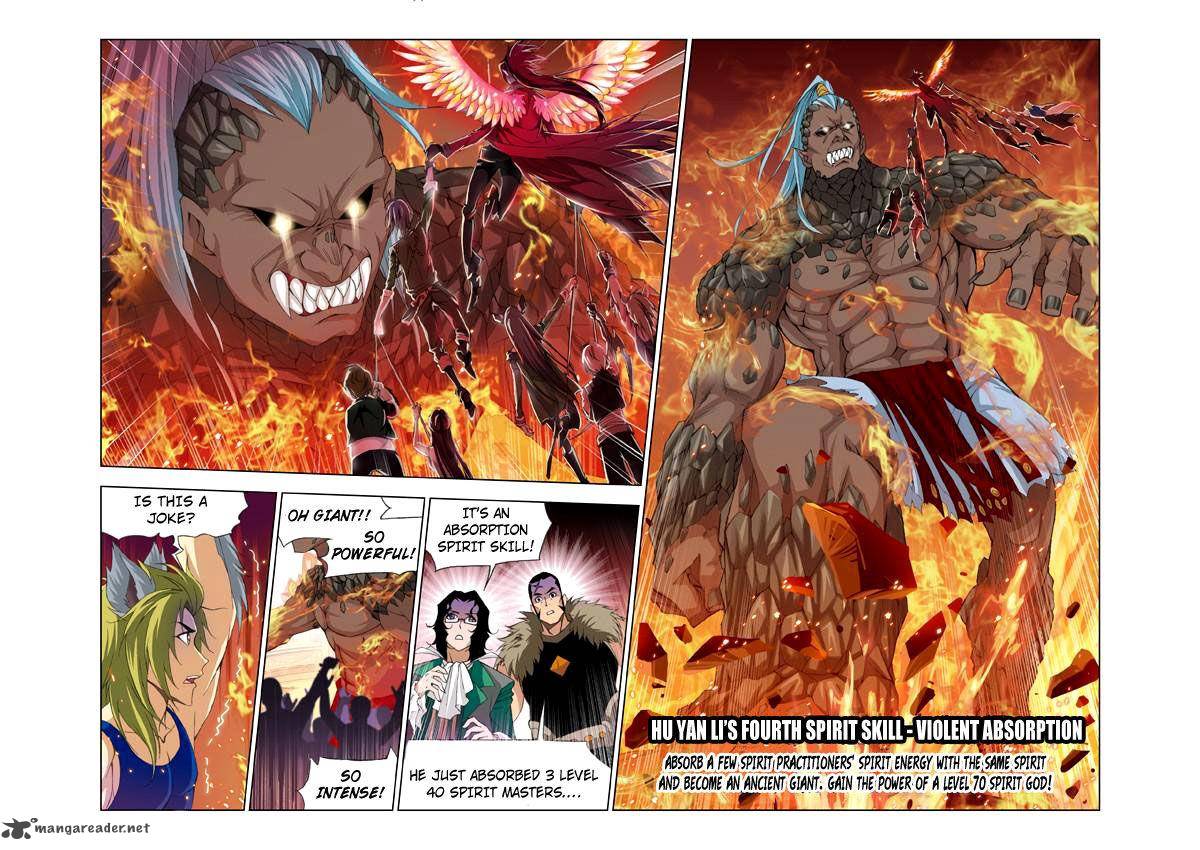 IS THIS A
JOKE?
OH GIANT!!
SO
POWERFUL!
SO
INTENSE!
IT'S AN
ABSORPTION
SPIRIT SKILL!
HE JUST ABSORBED 3 LEVEL
40 SPIRIT MASTERS....
HU YAN LI'S FOURTH SPIRIT SKILL - VIOLENT ABSORPTION
ABSORB A FEW SPIRIT PRACTITIONERS' SPIRIT ENERGY WITH THE SAME SPIRIT
AND BECOME AN ANCIENT GIANT. GAIN THE POWER OF A LEVEL 70 SPIRIT GOD!
mangareader.net